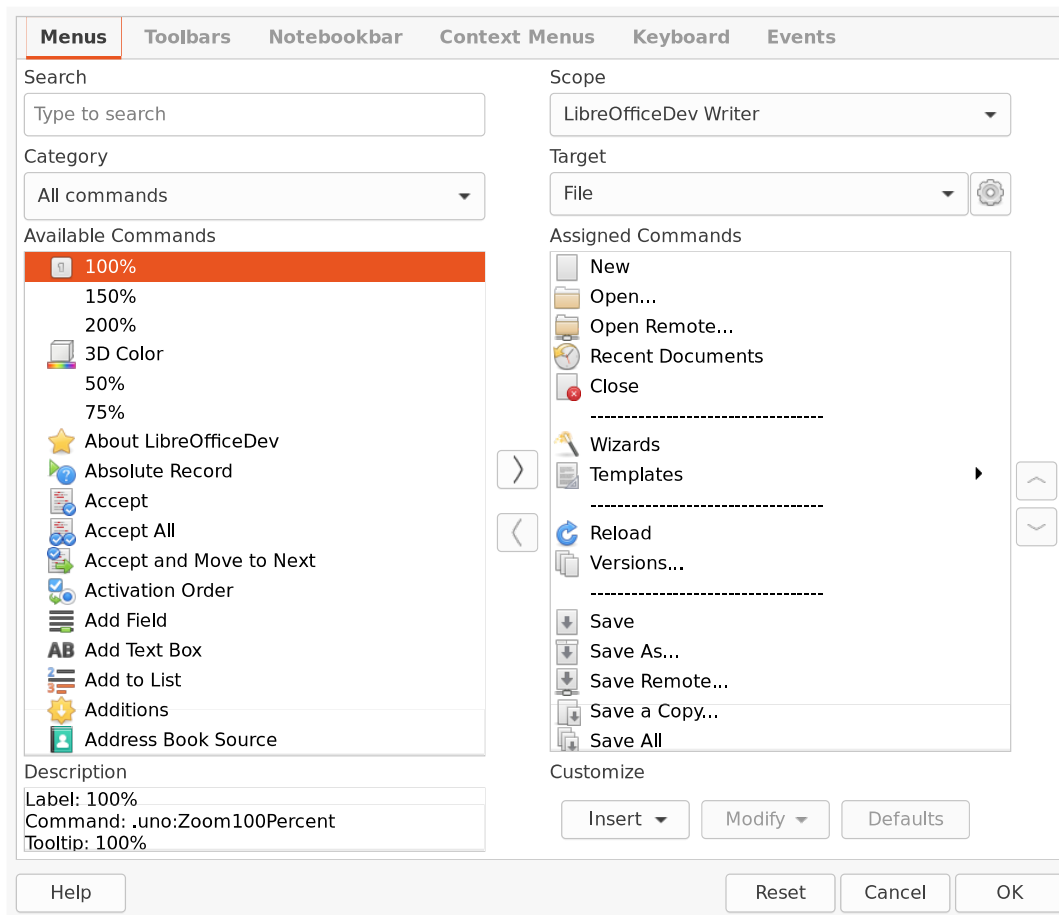 Menus Toolbars Notebookbar Context Menus Keyboard Events
Search
Type to search
Category
All commands
Available Commands
100%
150%
200%
3D Color
50%
75%
About LibreOfficeDev
Absolute Record
Accept
Accept All
Accept and Move to Next
Activation Order
Add Field
AB Add Text Box
Add to List
Additions
Address Book Source
Description
Label: 100%
Command: .uno:Zoom100Percent
Tooltip: 100%
Scope
LibreOfficeDev Writer
Target
File
Assigned Commands
New
Open...
Open Remote...
Recent Documents
Close
----------------------------------
Wizards
Templates
----------------------------------
Reload
Versions...
----------------------------------
Save
Save As...
Save Remote...
Save a Copy...
Save All
Customize
Insert Modify Defaults
Help Reset Cancel OK